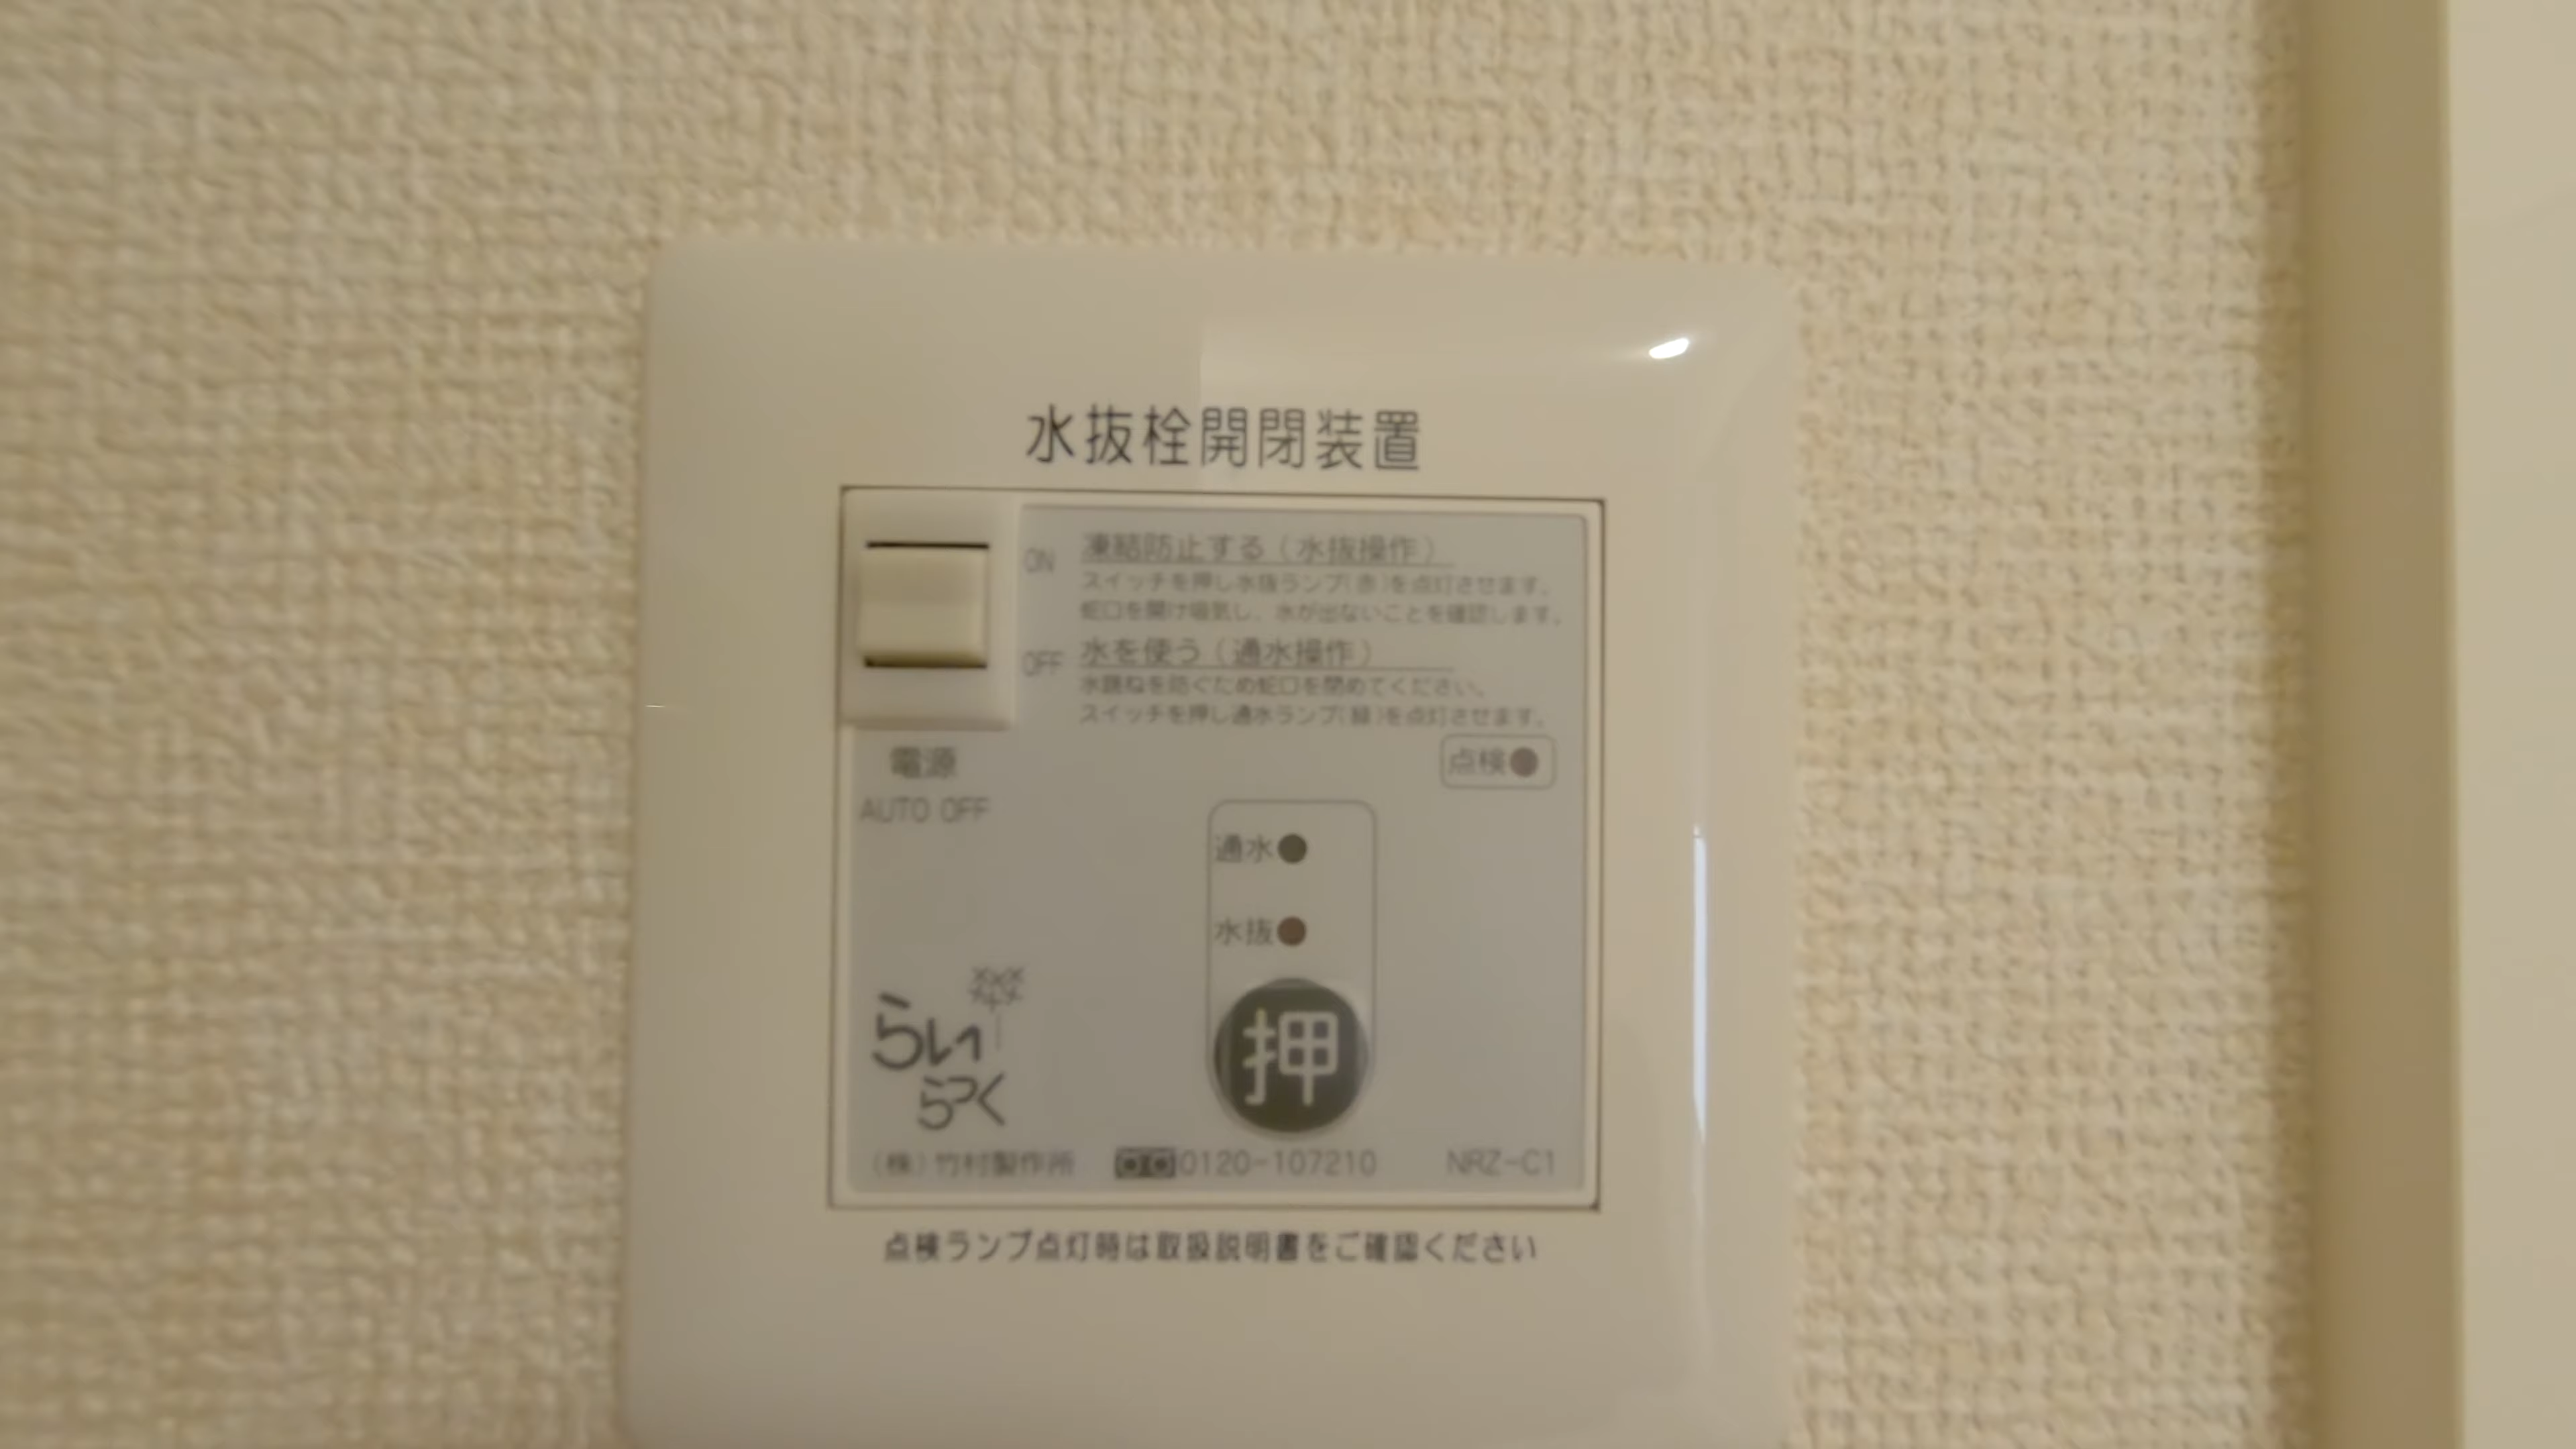 水抜栓開閉装置
ON 凍結防止する（水抜操作）
スイッチを押し水抜ランプ（赤）を点灯させます。
蛇口を開け吸気し、水が出ないことを確認します。
OFF 水を使う（通水操作）
水跳ねを防ぐため蛇口を閉めてください。
スイッチを押し通水ランプ（緑）を点灯させます。
電源
AUTO OFF
点検
通水
水抜
押
らい
らっく
（株）竹村製作所 0120-107210 NRZ-C1
点検ランプ点灯時は取扱説明書をご確認ください